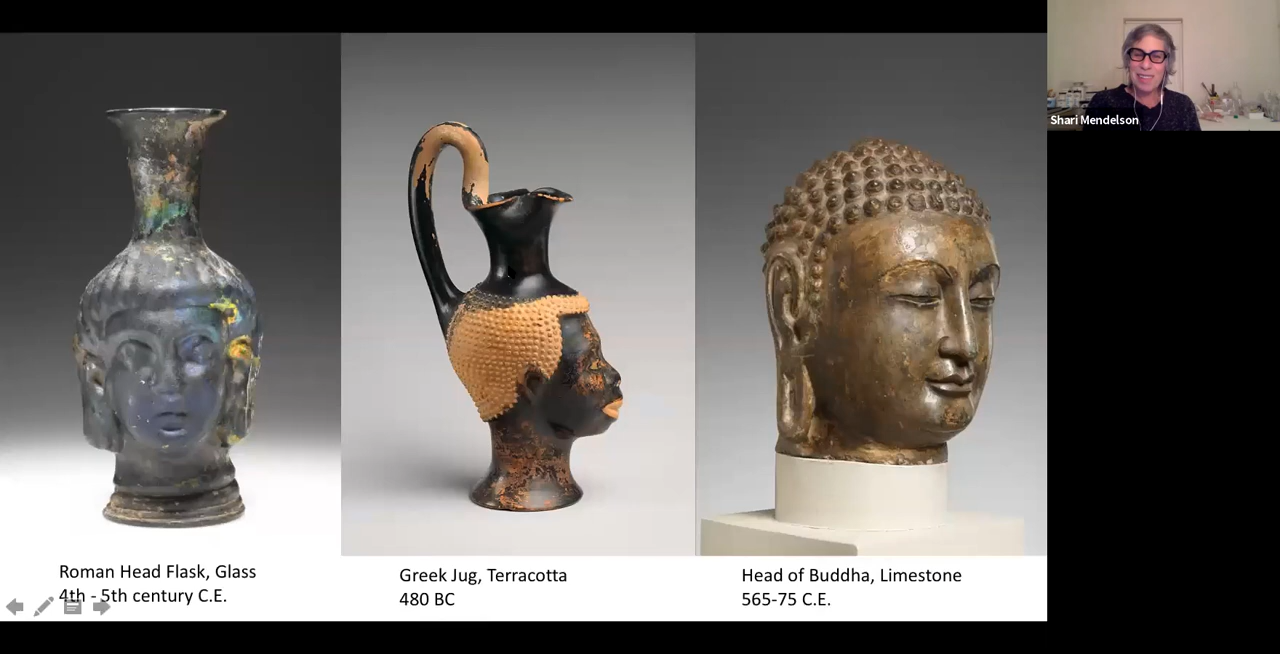 Shari Mendelson
Roman Head Flask, Glass
4th - 5th century C.E.
Greek Jug, Terracotta
480 BC
Head of Buddha, Limestone
565-75 C.E.